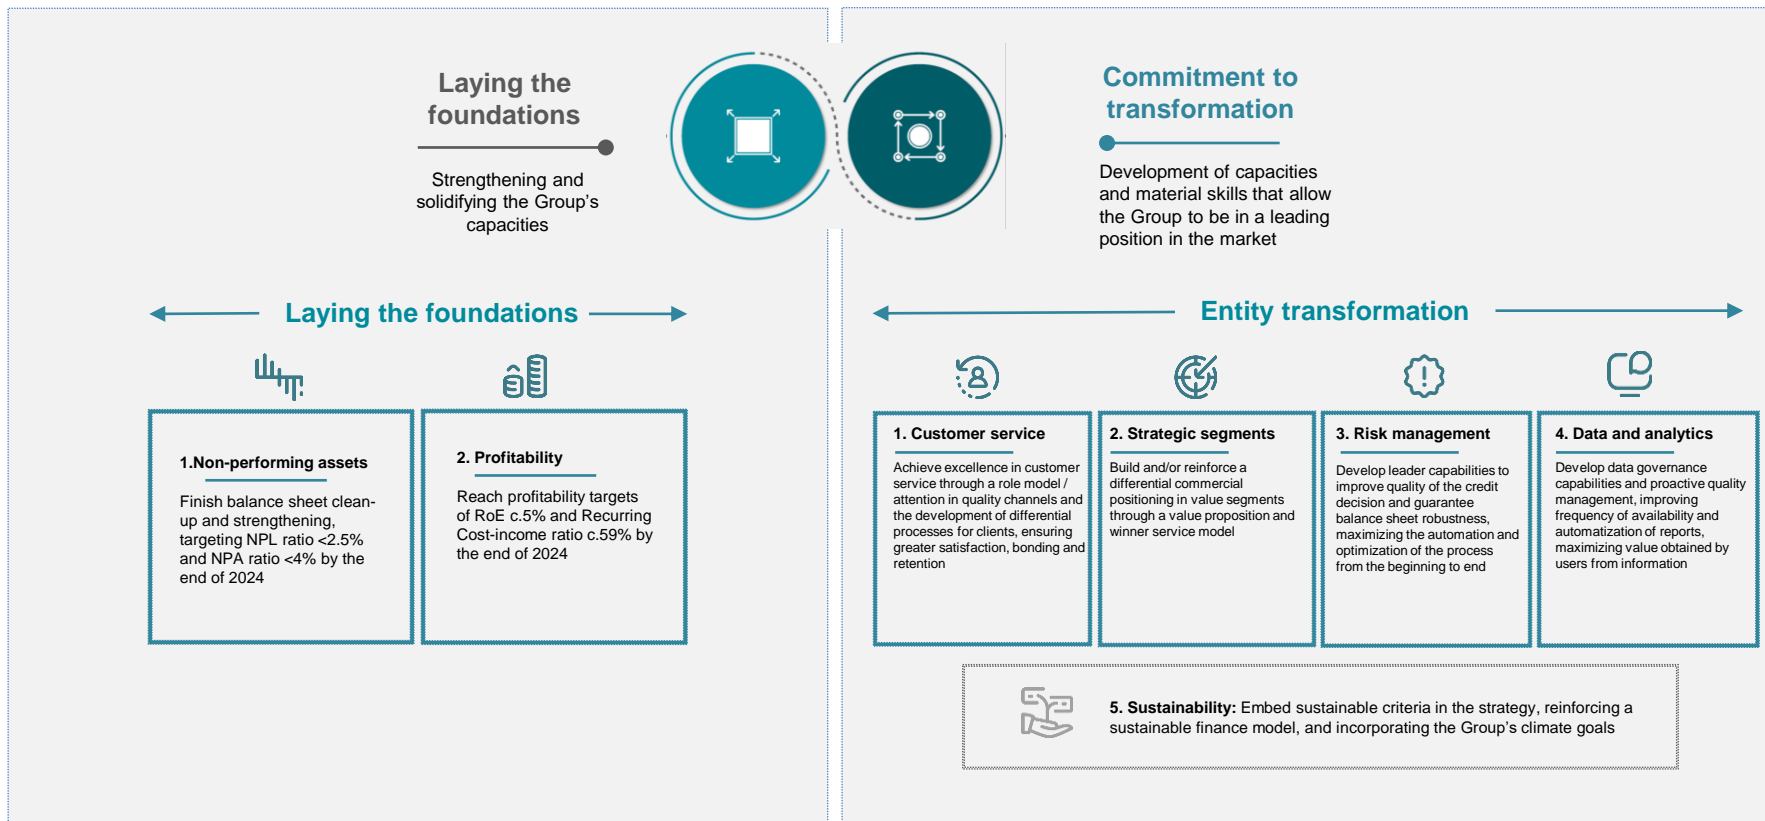 Laying the
foundations
Strengthening and
solidifying the Group's
capacities
Commitment to
transformation
Development of capacities
and material skills that allow
the Group to be in a leading
position in the market
Laying the foundations
1.Non-performing assets
Finish balance sheet clean-
up and strengthening,
targeting NPL ratio <2.5%
and NPA ratio <4% by the
end of 2024
2. Profitability
Reach profitability targets
of RoE c.5% and Recurring
Cost-income ratio c.59% by
the end of 2024
Entity transformation
1. Customer service
Achieve excellence in customer
service through a role model /
attention in quality channels and
the development of differential
processes for clients, ensuring
greater satisfaction, bonding and
retention
2. Strategic segments
Build and/or reinforce a
differential commercial
positioning in value segments
through a value proposition and
winner service model
3. Risk management
Develop leader capabilities to
improve quality of the credit
decision and guarantee
balance sheet robustness,
maximizing the automation and
optimization of the process
from the beginning to end
4. Data and analytics
Develop data governance
capabilities and proactive quality
management, improving
frequency of availability and
automatization of reports,
maximizing value obtained by
users from information
5. Sustainability: Embed sustainable criteria in the strategy, reinforcing a
sustainable finance model, and incorporating the Group's climate goals